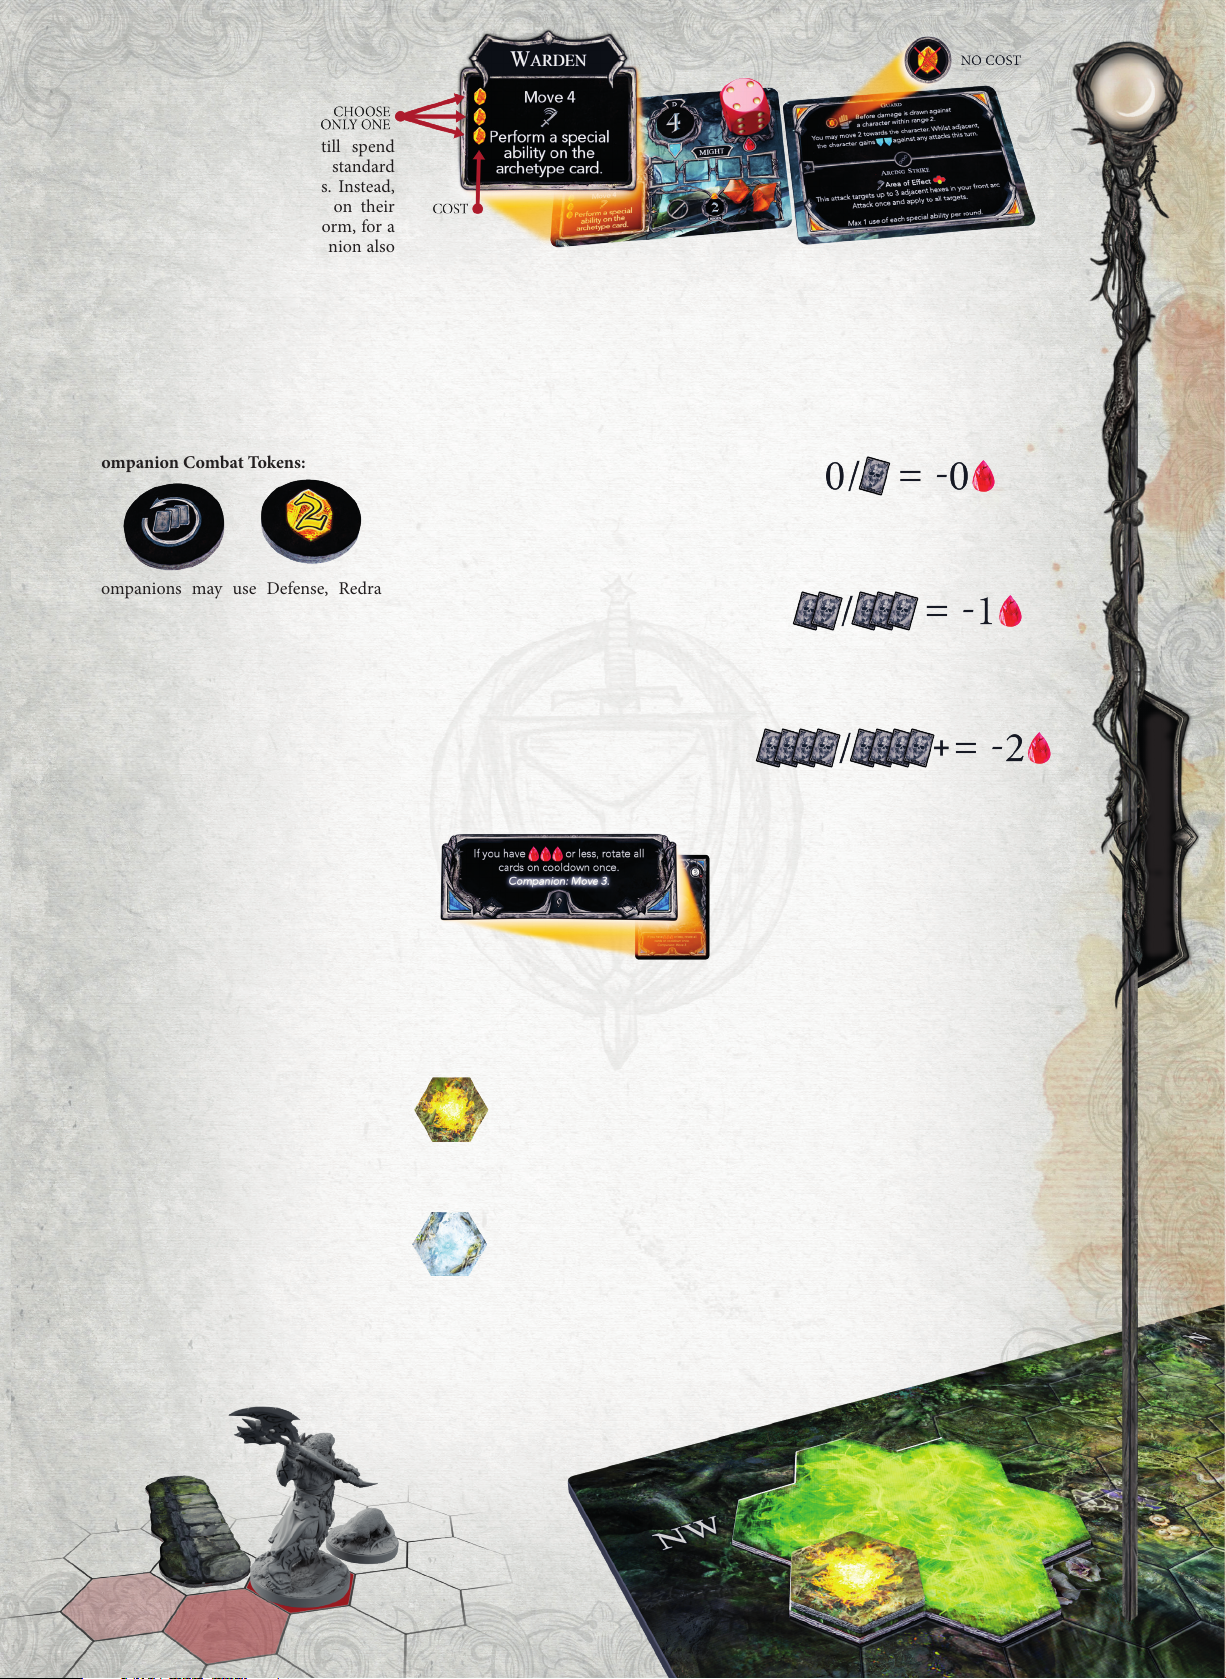 WARDEN
Move 4
Perform a special
ability on the
archetype card.
CHOOSE
ONLY ONE
COST
NO COST
till spend
standard
s. Instead,
on their
orm, for a
nion also
D
4
MIGHT
2
Perform a special
ability on the
archetype card.
GUARD
Before damage is drawn against
a character within range 2.
You may move 2 towards the character. Whilst adjacent,
the character gains against any attacks this turn.
ARCING STRIKE
Area of Effect
This attack targets up to 3 adjacent hexes in your front arc
Attack once and apply to all targets.
Max 1 use of each special ability per round.
ompanion Combat Tokens:
2
ompanions may use Defense, Redra
0/ = -0
/ = -1
/ + = -2
If you have or less, rotate all
cards on cooldown once.
Companion: Move 3.
NW